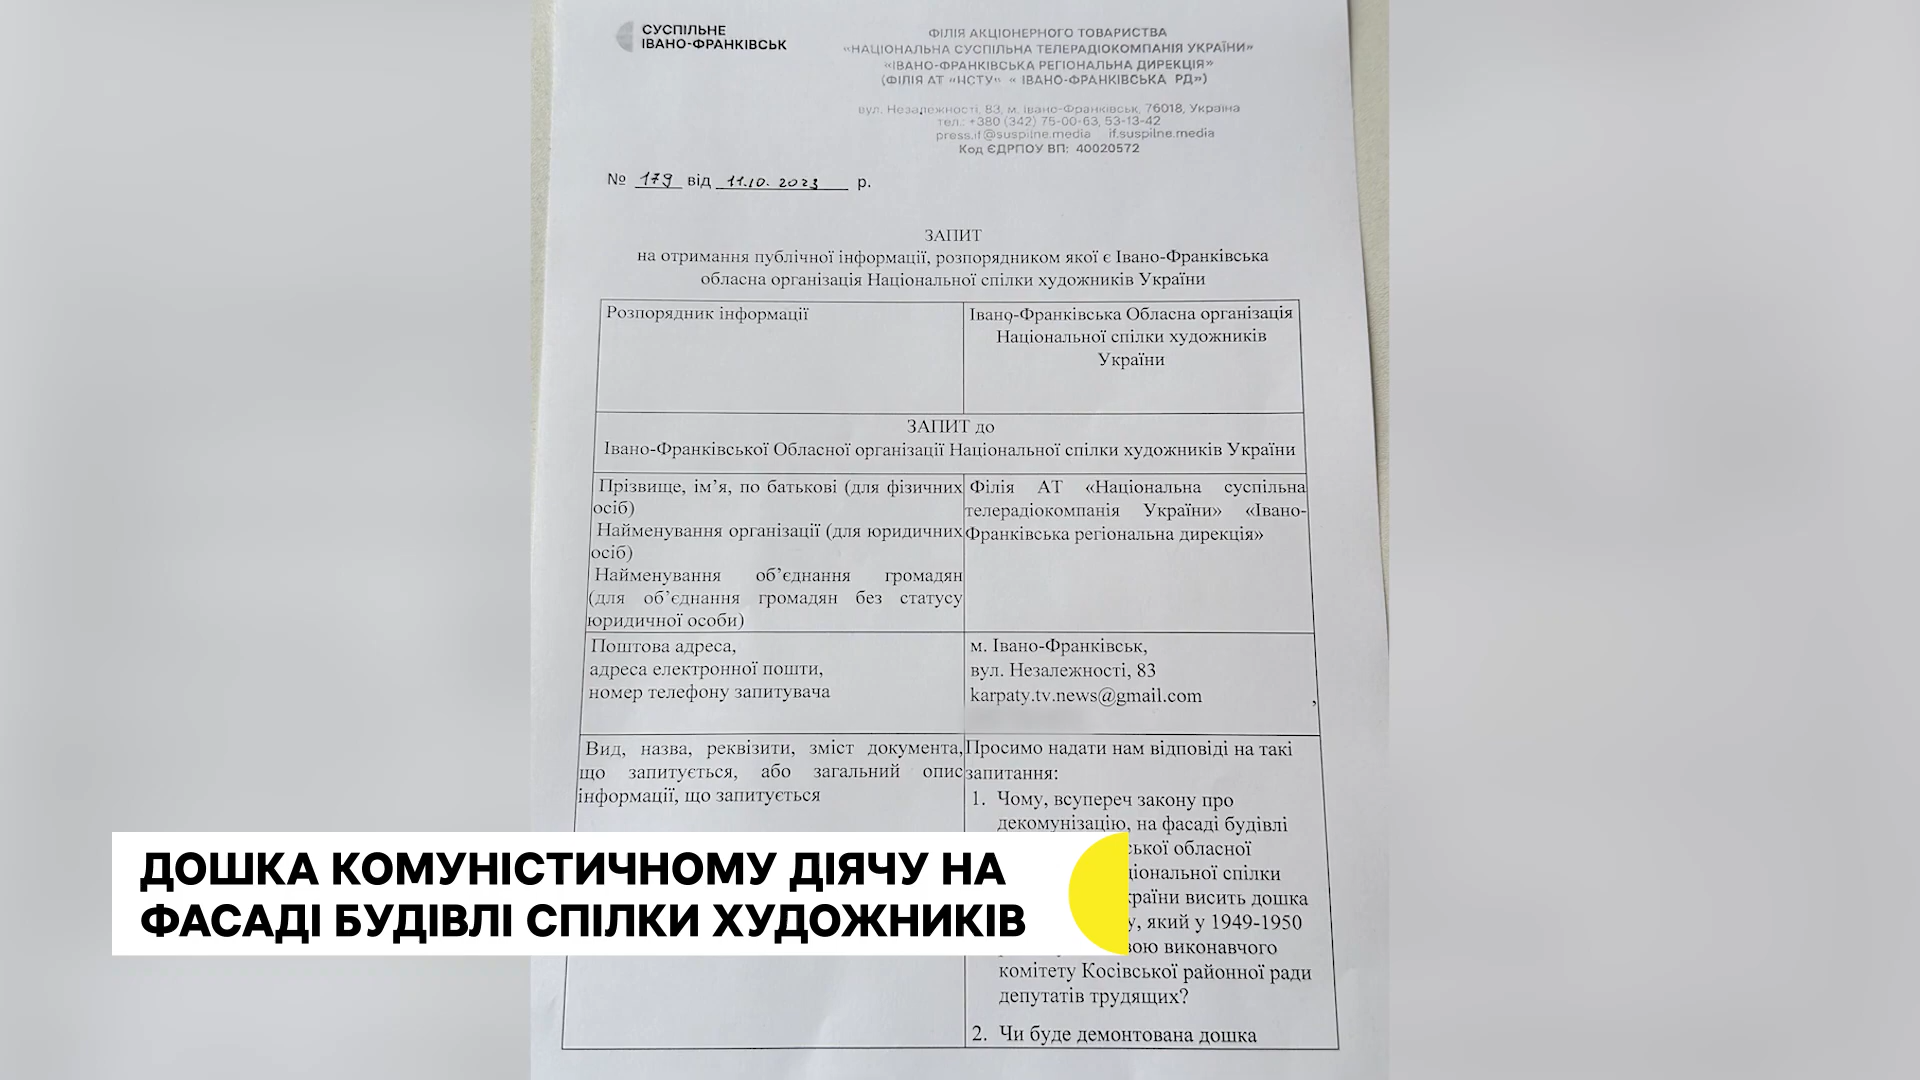 СУСПІЛЬНЕ
ІВАНО-ФРАНКІВСЬК
ФІЛІЯ АКЦІОНЕРНОГО ТОВАРИСТВА
«НАЦІОНАЛЬНА СУСПІЛЬНА ТЕЛЕРАДІОКОМПАНІЯ УКРАЇНИ»
«ІВАНО-ФРАНКІВСЬКА РЕГІОНАЛЬНА ДИРЕКЦІЯ»
(ФІЛІЯ АТ «НСТУ» « ІВАНО-ФРАНКІВСЬКА РД»)
вул. Незалежності, 83, м. Івано-Франківськ, 76018, Україна
тел.: +380 (342) 75-00-63, 53-13-42
press.if@suspilne.media if.suspilne.media
Код ЄДРПОУ ВП: 40020572
№ 179 від 11.10.2023 р.
ЗАПИТ
на отримання публічної інформації, розпорядником якої є Івано-Франківська
обласна організація Національної спілки художників України
Розпорядник інформації
Івано-Франківська Обласна організація
Національної спілки художників
України
ЗАПИТ до
Івано-Франківської Обласної організації Національної спілки художників України
Прізвище, ім’я, по батькові (для фізичних
осіб)
Найменування організації (для юридичних
осіб)
Найменування об’єднання громадян
(для об’єднання громадян без статусу
юридичної особи)
Філія АТ «Національна суспільна
телерадіокомпанія України» «Івано-
Франківська регіональна дирекція»
Поштова адреса,
адреса електронної пошти,
номер телефону запитувача
м. Івано-Франківськ,
вул. Незалежності, 83
karpaty.tv.news@gmail.com
,
Вид, назва, реквізити, зміст документа,
що запитується, або загальний опис
інформації, що запитується
Просимо надати нам відповіді на такі
запитання:
1. Чому, всупереч закону про
декомунізацію, на фасаді будівлі
ської обласної
ціональної спілки
країни висить дошка
у, який у 1949-1950
вою виконавчого
комітету Косівської районної ради
депутатів трудящих?
2. Чи буде демонтована дошка
ДОШКА КОМУНІСТИЧНОМУ ДІЯЧУ НА
ФАСАДІ БУДІВЛІ СПІЛКИ ХУДОЖНИКІВ